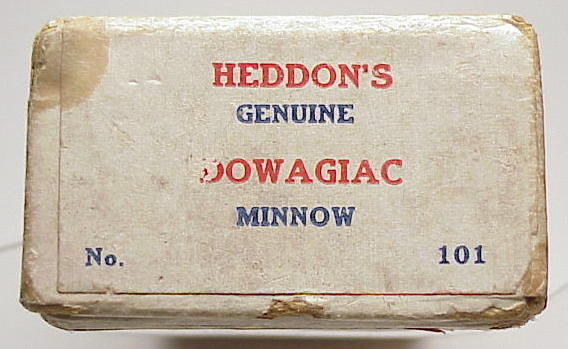 HEDDON'S
GENUINE
DOWAGIAC
MINNOW
No. 101